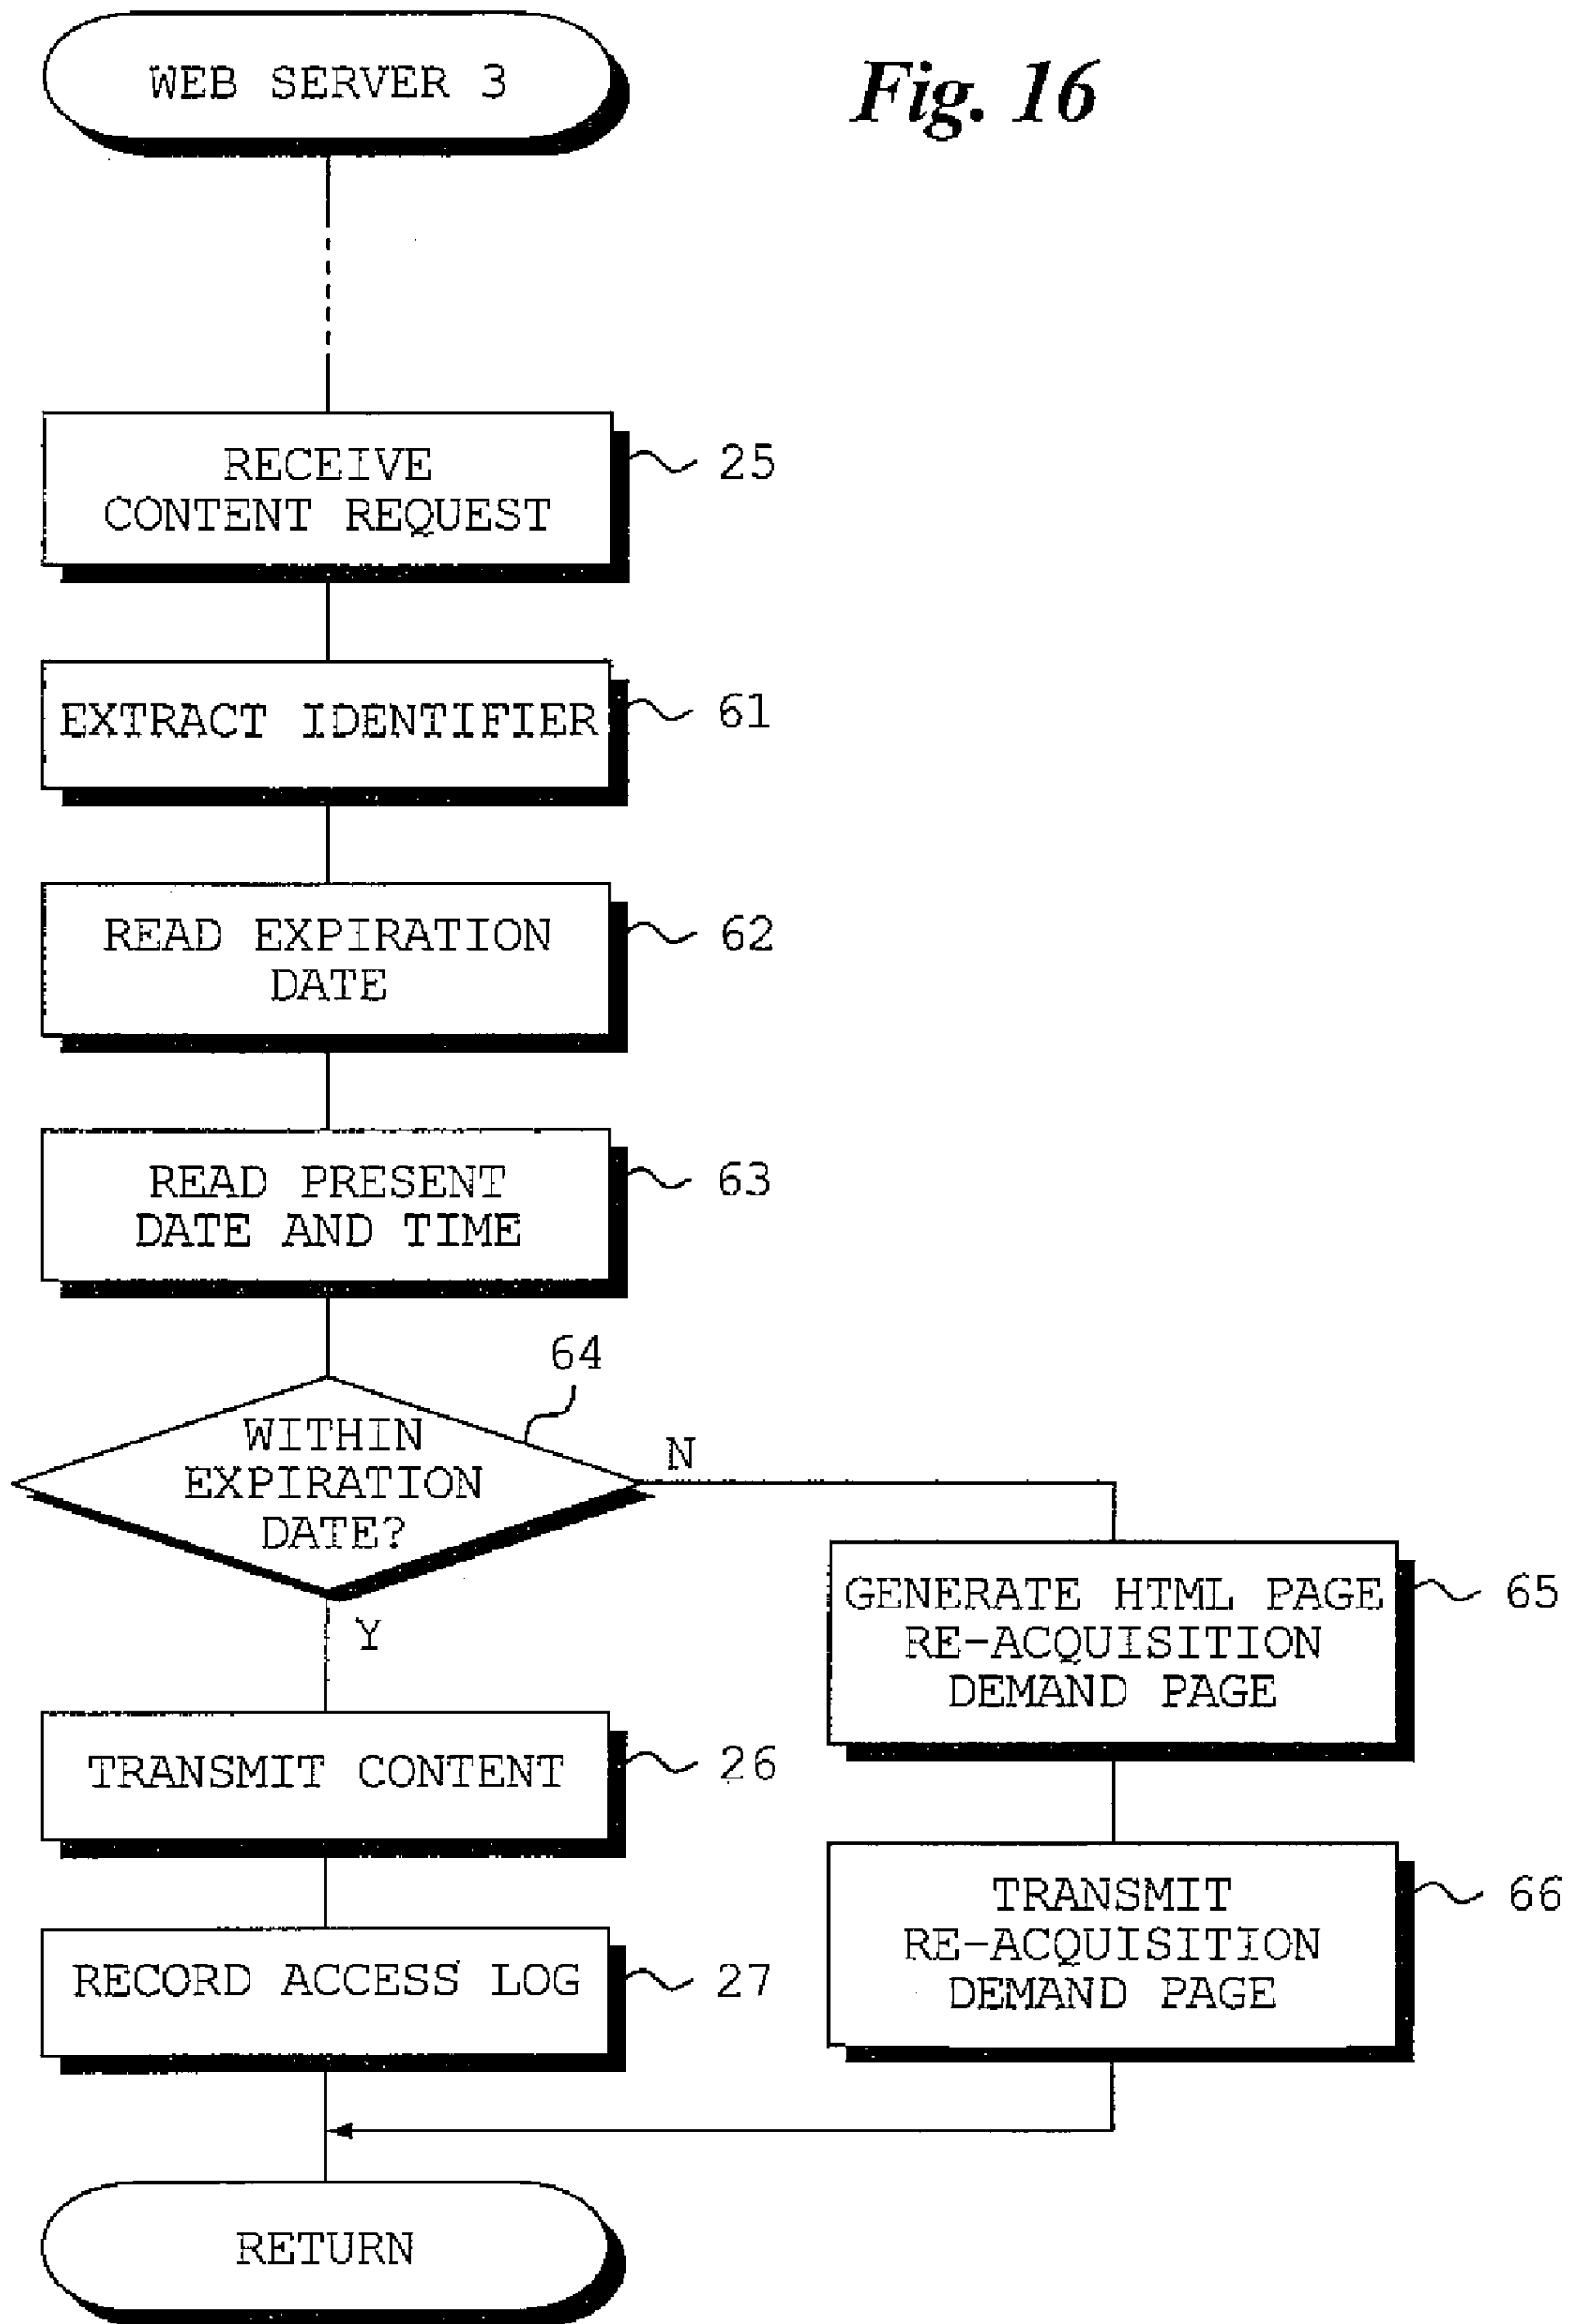 WEB SERVER 3
Fig. 16
RECEIVE
CONTENT REQUEST
25
EXTRACT IDENTIFIER
61
READ EXPIRATION
DATE
62
READ PRESENT
DATE AND TIME
63
64
WITHIN
EXPIRATION
DATE?
N
Y
GENERATE HTML PAGE
RE-ACQUISITION
DEMAND PAGE
65
TRANSMIT CONTENT
26
TRANSMIT
RE-ACQUISITION
DEMAND PAGE
66
RECORD ACCESS LOG
27
RETURN